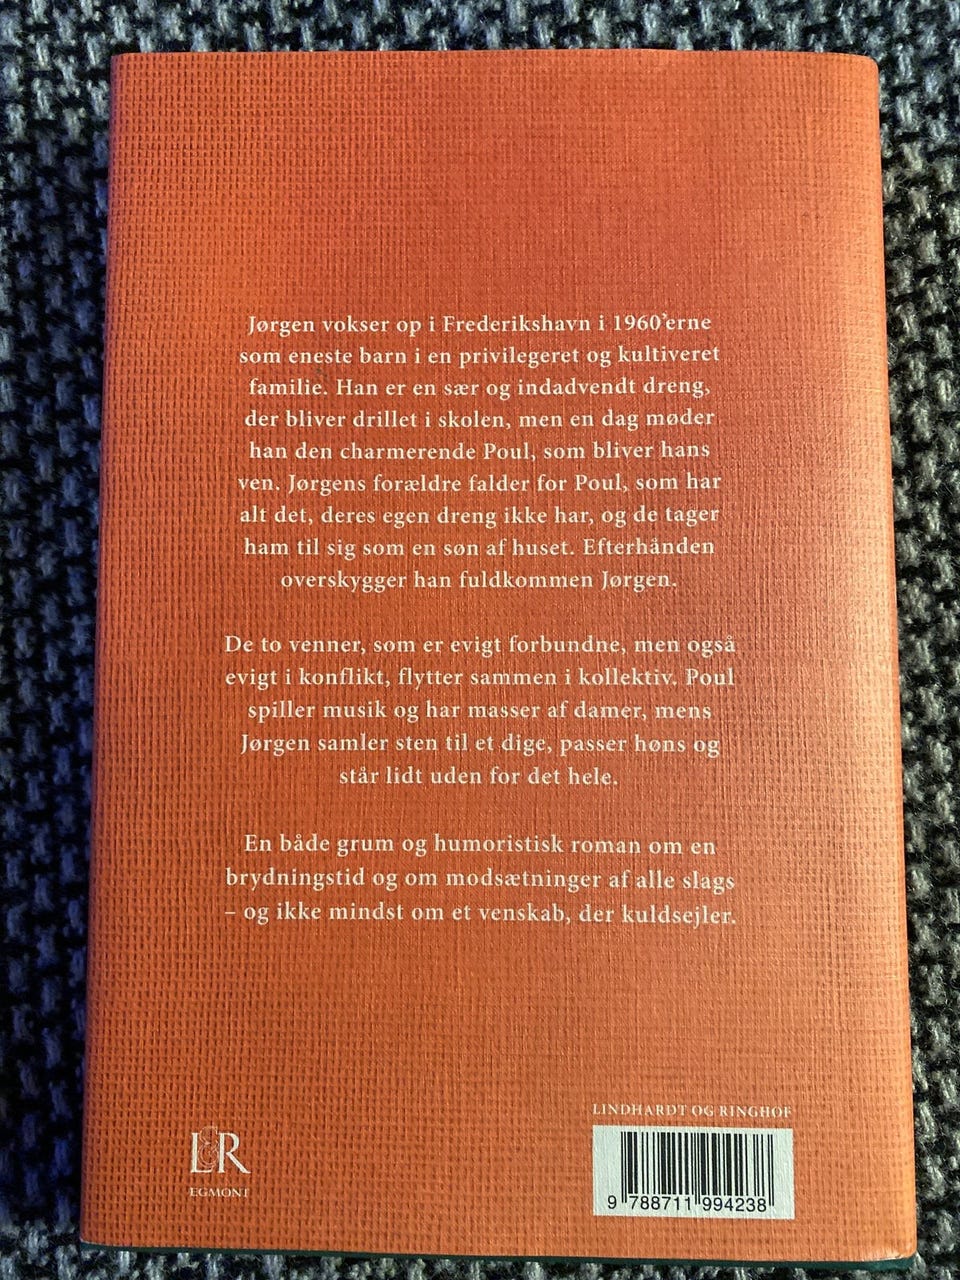 Jørgen vokser op i Frederikshavn i 1960’erne
som eneste barn i en privilegeret og kultiveret
familie. Han er en sær og indadvendt dreng,
der bliver drillet i skolen, men en dag møder
han den charmerende Poul, som bliver hans
ven. Jørgens forældre falder for Poul, som har
alt det, deres egen dreng ikke har, og de tager
ham til sig som en søn af huset. Efterhånden
overskygger han fuldkommen Jørgen.
De to venner, som er evigt forbundne, men også
evigt i konflikt, flytter sammen i kollektiv. Poul
spiller musik og har masser af damer, mens
Jørgen samler sten til et dige, passer høns og
står lidt uden for det hele.
En både grum og humoristisk roman om en
brydningstid og om modsætninger af alle slags
– og ikke mindst om et venskab, der kuldsejler.
LINDHARDT OG RINGHOF
L&R
EGMONT
9 788711 994238